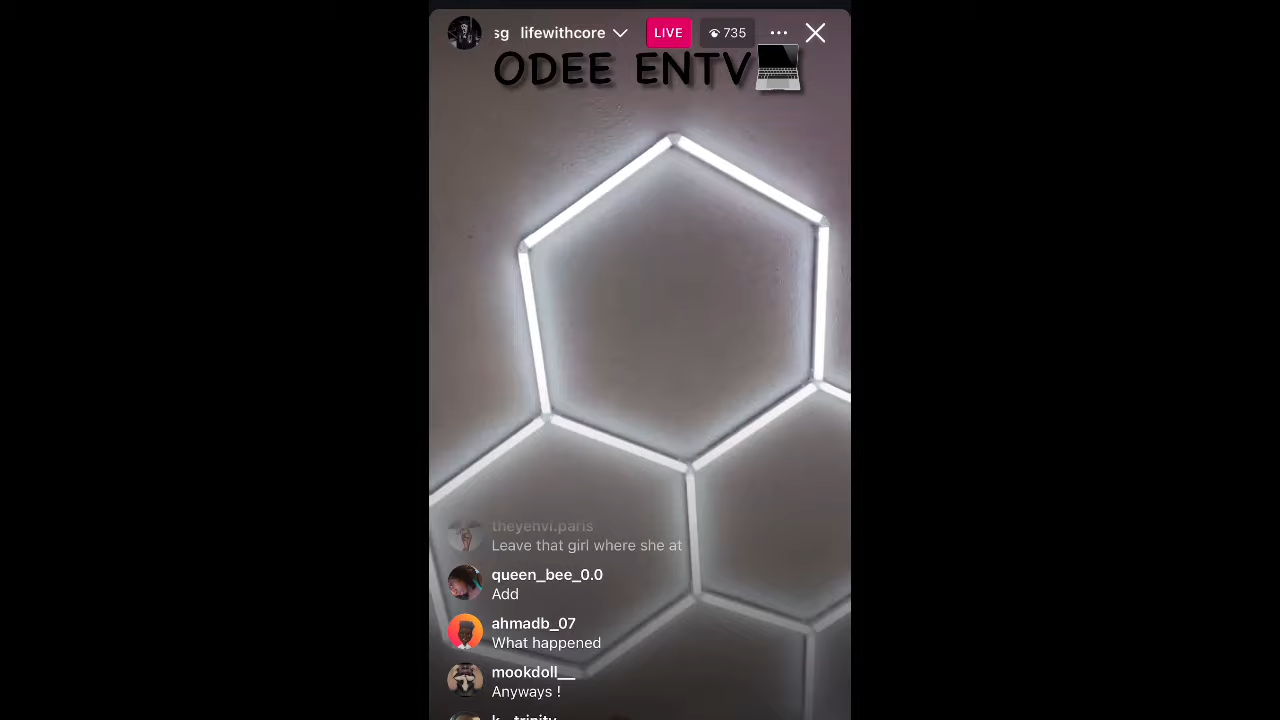 sg lifewithcore LIVE 735
ODEE ENTV
theyenvi.paris
Leave that girl where she at
queen_bee_0.0
Add
ahmadb_07
What happened
mookdoll__
Anyways !